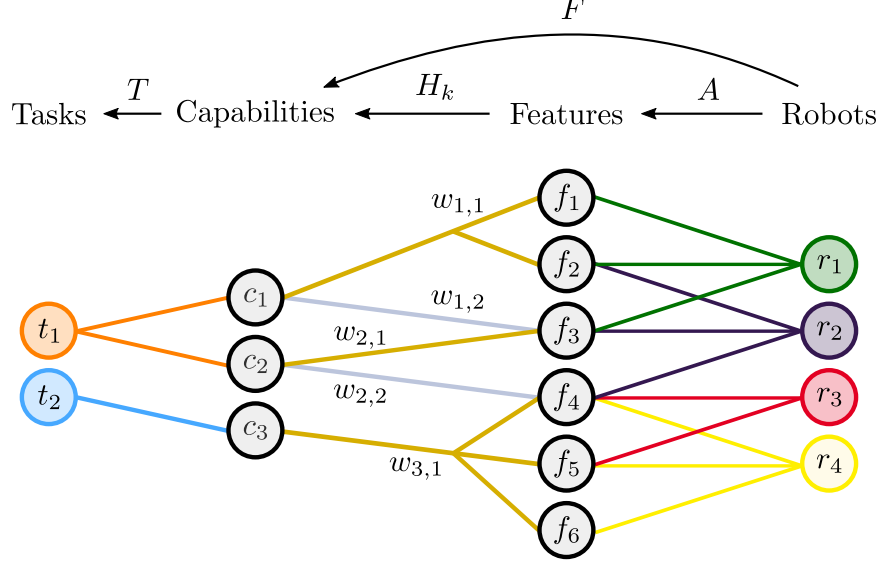 F
T
H_k
A
Tasks
Capabilities
Features
Robots
w_{1,1}
f_1
f_2
r_1
c_1
w_{1,2}
t_1
w_{2,1}
f_3
r_2
c_2
w_{2,2}
t_2
f_4
r_3
c_3
w_{3,1}
f_5
r_4
f_6